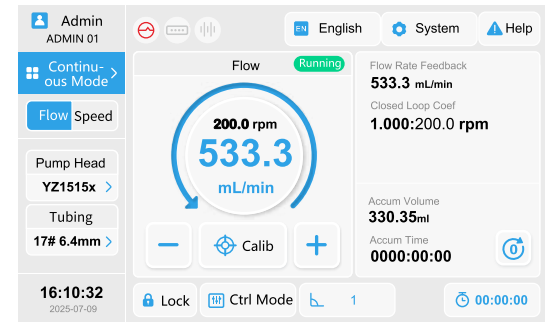 Admin
ADMIN 01
EN English
System
Help
Continu-
ous Mode
Flow Speed
Pump Head
YZ1515x >
Tubing
17# 6.4mm >
16:10:32
2025-07-09
Flow
Running
200.0 rpm
533.3
mL/min
− Calib +
Flow Rate Feedback
533.3 mL/min
Closed Loop Coef
1.000:200.0 rpm
Accum Volume
330.35ml
Accum Time
0000:00:00
0
Lock
Ctrl Mode
1
00:00:00